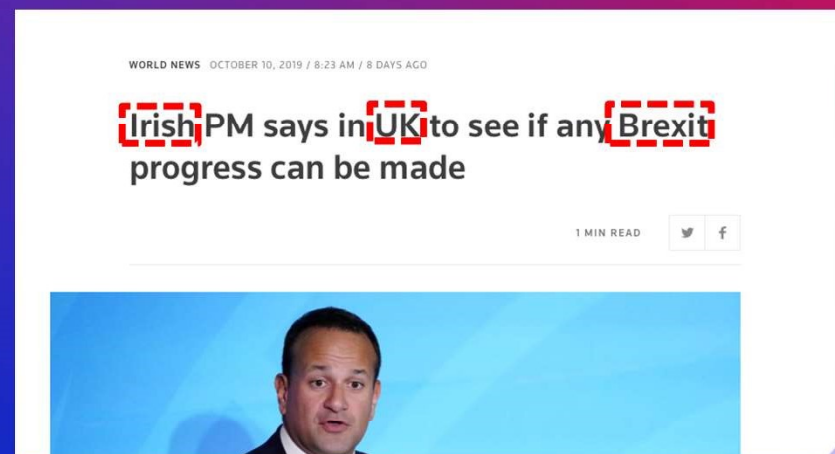 WORLD NEWS OCTOBER 10, 2019 / 8:23 AM / 8 DAYS AGO
Irish PM says in UK to see if any Brexit
progress can be made
1 MIN READ